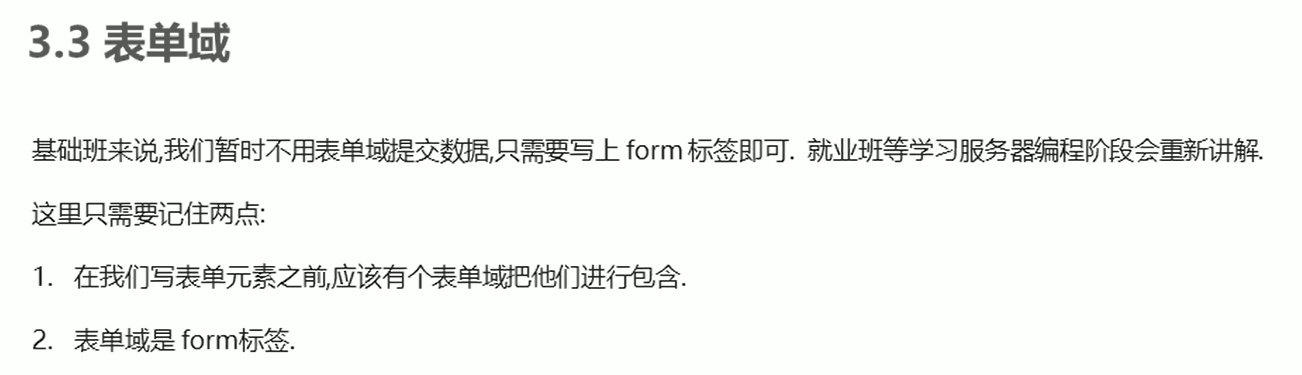 3.3 表单域
基础班来说,我们暂时不用表单域提交数据,只需要写上 form 标签即可. 就业班等学习服务器编程阶段会重新讲解.
这里只需要记住两点:
1. 在我们写表单元素之前,应该有个表单域把他们进行包含.
2. 表单域是 form标签.